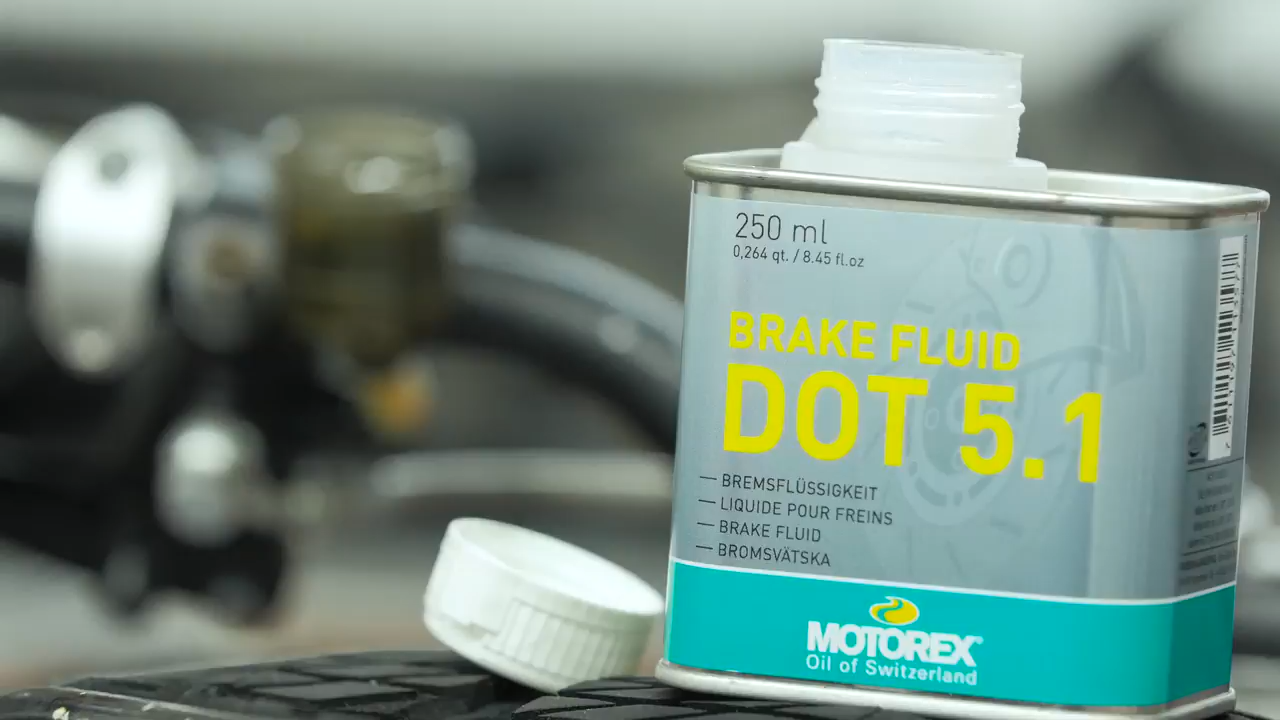 250 ml
0,264 qt. / 8.45 fl.oz
BRAKE FLUID
DOT 5.1
— BREMSFLÜSSIGKEIT
— LIQUIDE POUR FREINS
— BRAKE FLUID
— BROMSVÄTSKA
MOTOREX
Oil of Switzerland